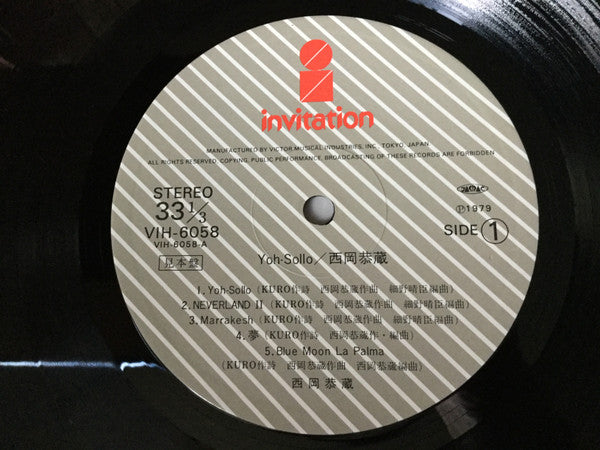 invitation
MANUFACTURED BY VICTOR MUSICAL INDUSTRIES, INC., TOKYO, JAPAN.
ALL RIGHTS RESERVED, COPYING, PUBLIC PERFORMANCE, BROADCASTING OF THESE RECORDS ARE FORBIDDEN
STEREO
33 1/3
VIH-6058
VIH-6058-A
見本盤
JASRAC
Ⓟ1979
SIDE 1
Yoh-Sollo／西岡恭蔵
1. Yoh-Sollo (KURO作詩 西岡恭蔵作曲 細野晴臣編曲)
2. NEVERLAND II (KURO作詩 西岡恭蔵作曲 細野晴臣編曲)
3. Marrakesh (KURO作詩 西岡恭蔵作曲 細野晴臣編曲)
4. 夢 (KURO作詩 西岡恭蔵作・編曲)
5. Blue Moon La Palma
(KURO作詩 西岡恭蔵作曲 西岡恭蔵編曲)
西岡恭蔵